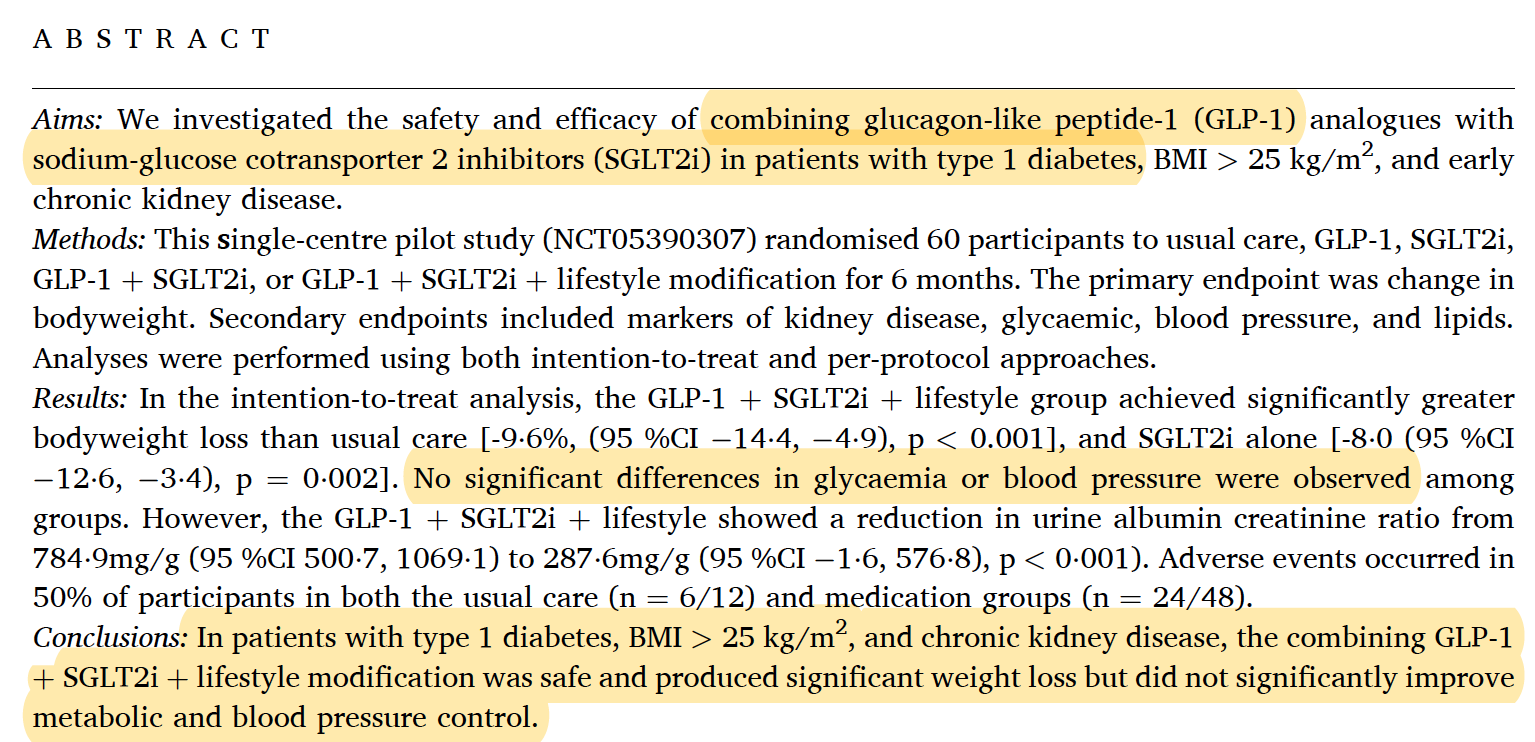 A B S T R A C T
Aims: We investigated the safety and efficacy of combining glucagon-like peptide-1 (GLP-1) analogues with
sodium-glucose cotransporter 2 inhibitors (SGLT2i) in patients with type 1 diabetes, BMI > 25 kg/m², and early
chronic kidney disease.
Methods: This single-centre pilot study (NCT05390307) randomised 60 participants to usual care, GLP-1, SGLT2i,
GLP-1 + SGLT2i, or GLP-1 + SGLT2i + lifestyle modification for 6 months. The primary endpoint was change in
bodyweight. Secondary endpoints included markers of kidney disease, glycaemic, blood pressure, and lipids.
Analyses were performed using both intention-to-treat and per-protocol approaches.
Results: In the intention-to-treat analysis, the GLP-1 + SGLT2i + lifestyle group achieved significantly greater
bodyweight loss than usual care [-9·6%, (95 %CI −14·4, −4·9), p < 0.001], and SGLT2i alone [-8·0 (95 %CI
−12·6, −3·4), p = 0·002]. No significant differences in glycaemia or blood pressure were observed among
groups. However, the GLP-1 + SGLT2i + lifestyle showed a reduction in urine albumin creatinine ratio from
784·9mg/g (95 %CI 500·7, 1069·1) to 287·6mg/g (95 %CI −1·6, 576·8), p < 0·001). Adverse events occurred in
50% of participants in both the usual care (n = 6/12) and medication groups (n = 24/48).
Conclusions: In patients with type 1 diabetes, BMI > 25 kg/m², and chronic kidney disease, the combining GLP-1
+ SGLT2i + lifestyle modification was safe and produced significant weight loss but did not significantly improve
metabolic and blood pressure control.